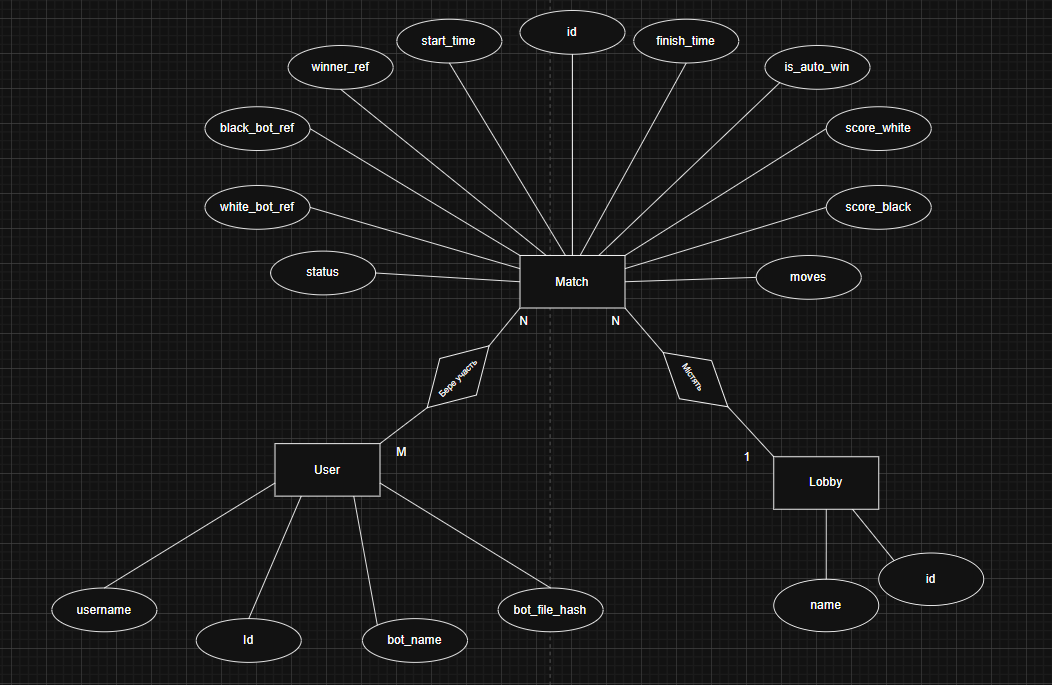 id
start_time
finish_time
winner_ref
is_auto_win
black_bot_ref
score_white
white_bot_ref
score_black
status
Match
moves
N
N
Бере участь
Містять
M
1
User
Lobby
username
Id
bot_name
bot_file_hash
name
id